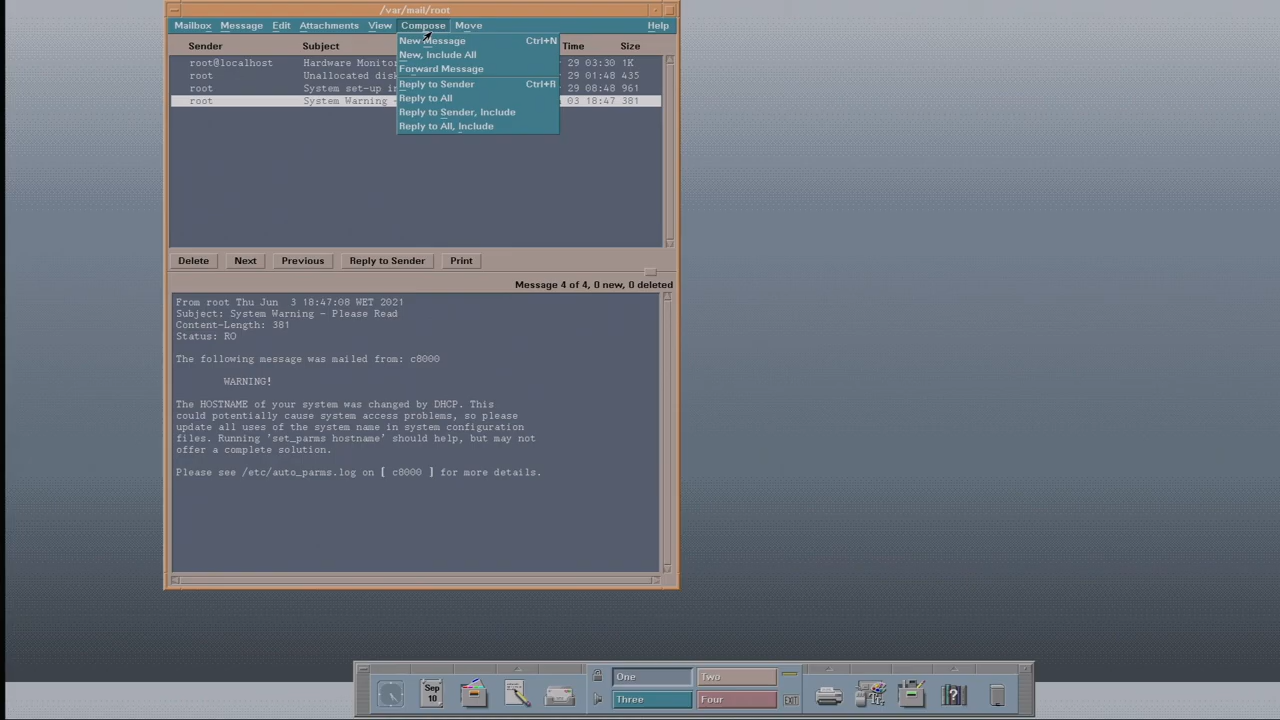 /var/mail/root
Mailbox Message Edit Attachments View Compose Move Help
Sender Subject Time Size
root@localhost Hardware Monitor 29 03:30 1K
root Unallocated disk 29 01:48 435
root System set-up in 29 08:48 961
root System Warning - 03 18:47 381
New Message Ctrl+N
New, Include All
Forward Message
Reply to Sender Ctrl+R
Reply to All
Reply to Sender, Include
Reply to All, Include
Delete Next Previous Reply to Sender Print
Message 4 of 4, 0 new, 0 deleted
From root Thu Jun 3 18:47:08 WET 2021
Subject: System Warning - Please Read
Content-Length: 381
Status: RO
The following message was mailed from: c8000
WARNING!
The HOSTNAME of your system was changed by DHCP. This
could potentially cause system access problems, so please
update all uses of the system name in system configuration
files. Running 'set_parms hostname' should help, but may not
offer a complete solution.
Please see /etc/auto_parms.log on [ c8000 ] for more details.
Sep
10
One Two
Three Four
EXIT